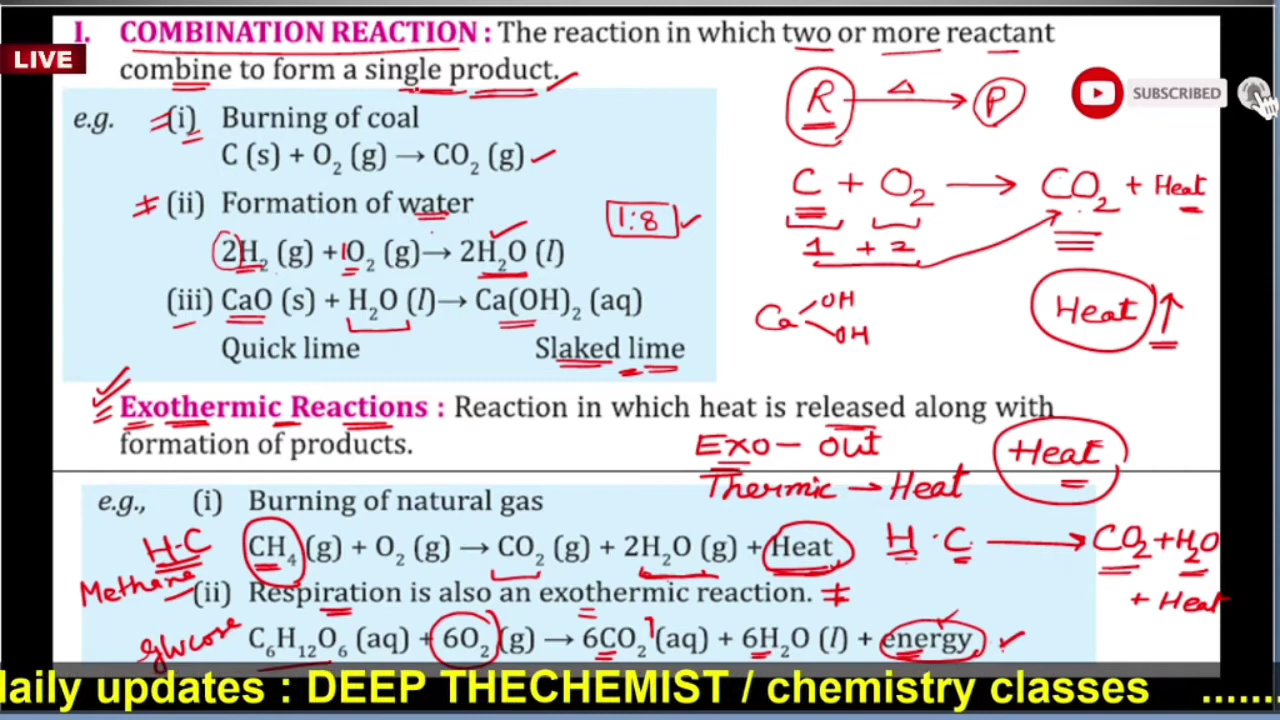 I. COMBINATION REACTION : The reaction in which two or more reactant
combine to form a single product.
LIVE
R Δ→ P
SUBSCRIBED
e.g. (i) Burning of coal
C (s) + O₂ (g) → CO₂ (g)
C + O₂ → CO₂ + Heat
1 + 2
(ii) Formation of water
1:8
2H₂ (g) + 1O₂ (g) → 2H₂O (l)
(iii) CaO (s) + H₂O (l) → Ca(OH)₂ (aq)
Quick lime Slaked lime
Ca OH
OH
Heat ↑
Exothermic Reactions : Reaction in which heat is released along with
formation of products.
Exo – out
Thermic → Heat
Heat
e.g., (i) Burning of natural gas
H-C CH₄ (g) + O₂ (g) → CO₂ (g) + 2H₂O (g) + Heat
Methane
H·C → CO₂ + H₂O
+ Heat
(ii) Respiration is also an exothermic reaction.
glucose C₆H₁₂O₆ (aq) + 6O₂ (g) → 6CO₂ (aq) + 6H₂O (l) + energy
daily updates : DEEP THECHEMIST / chemistry classes .......